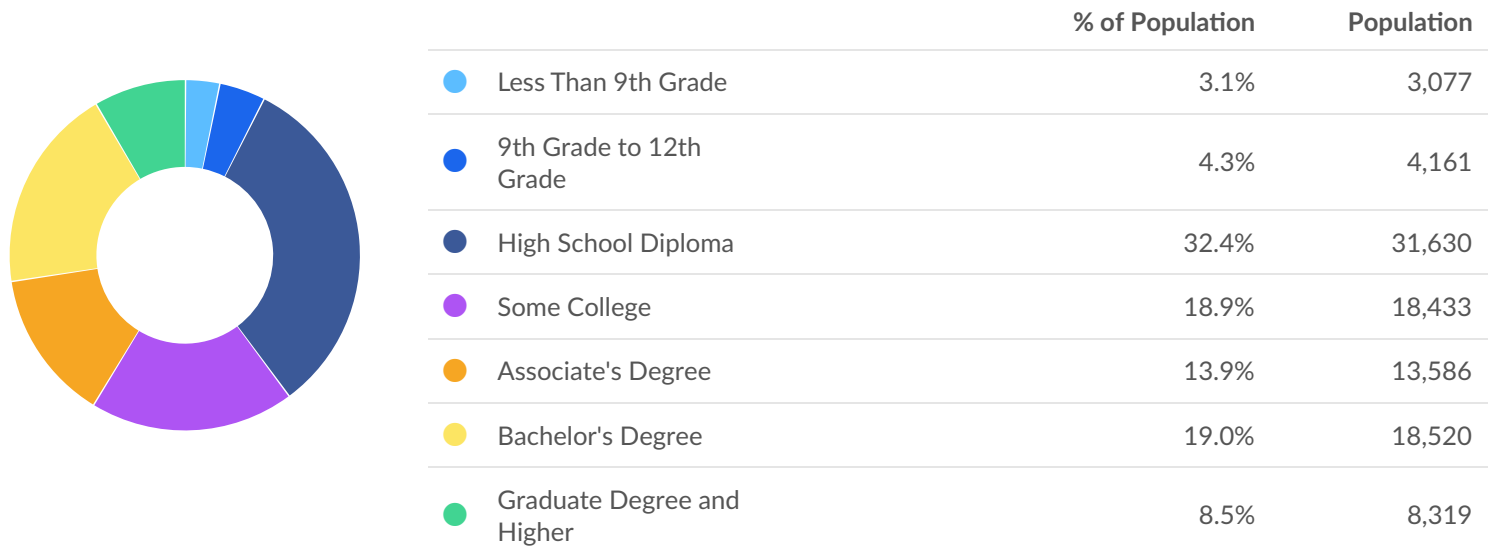 % of Population Population
Less Than 9th Grade 3.1% 3,077
9th Grade to 12th
Grade 4.3% 4,161
High School Diploma 32.4% 31,630
Some College 18.9% 18,433
Associate's Degree 13.9% 13,586
Bachelor's Degree 19.0% 18,520
Graduate Degree and
Higher 8.5% 8,319